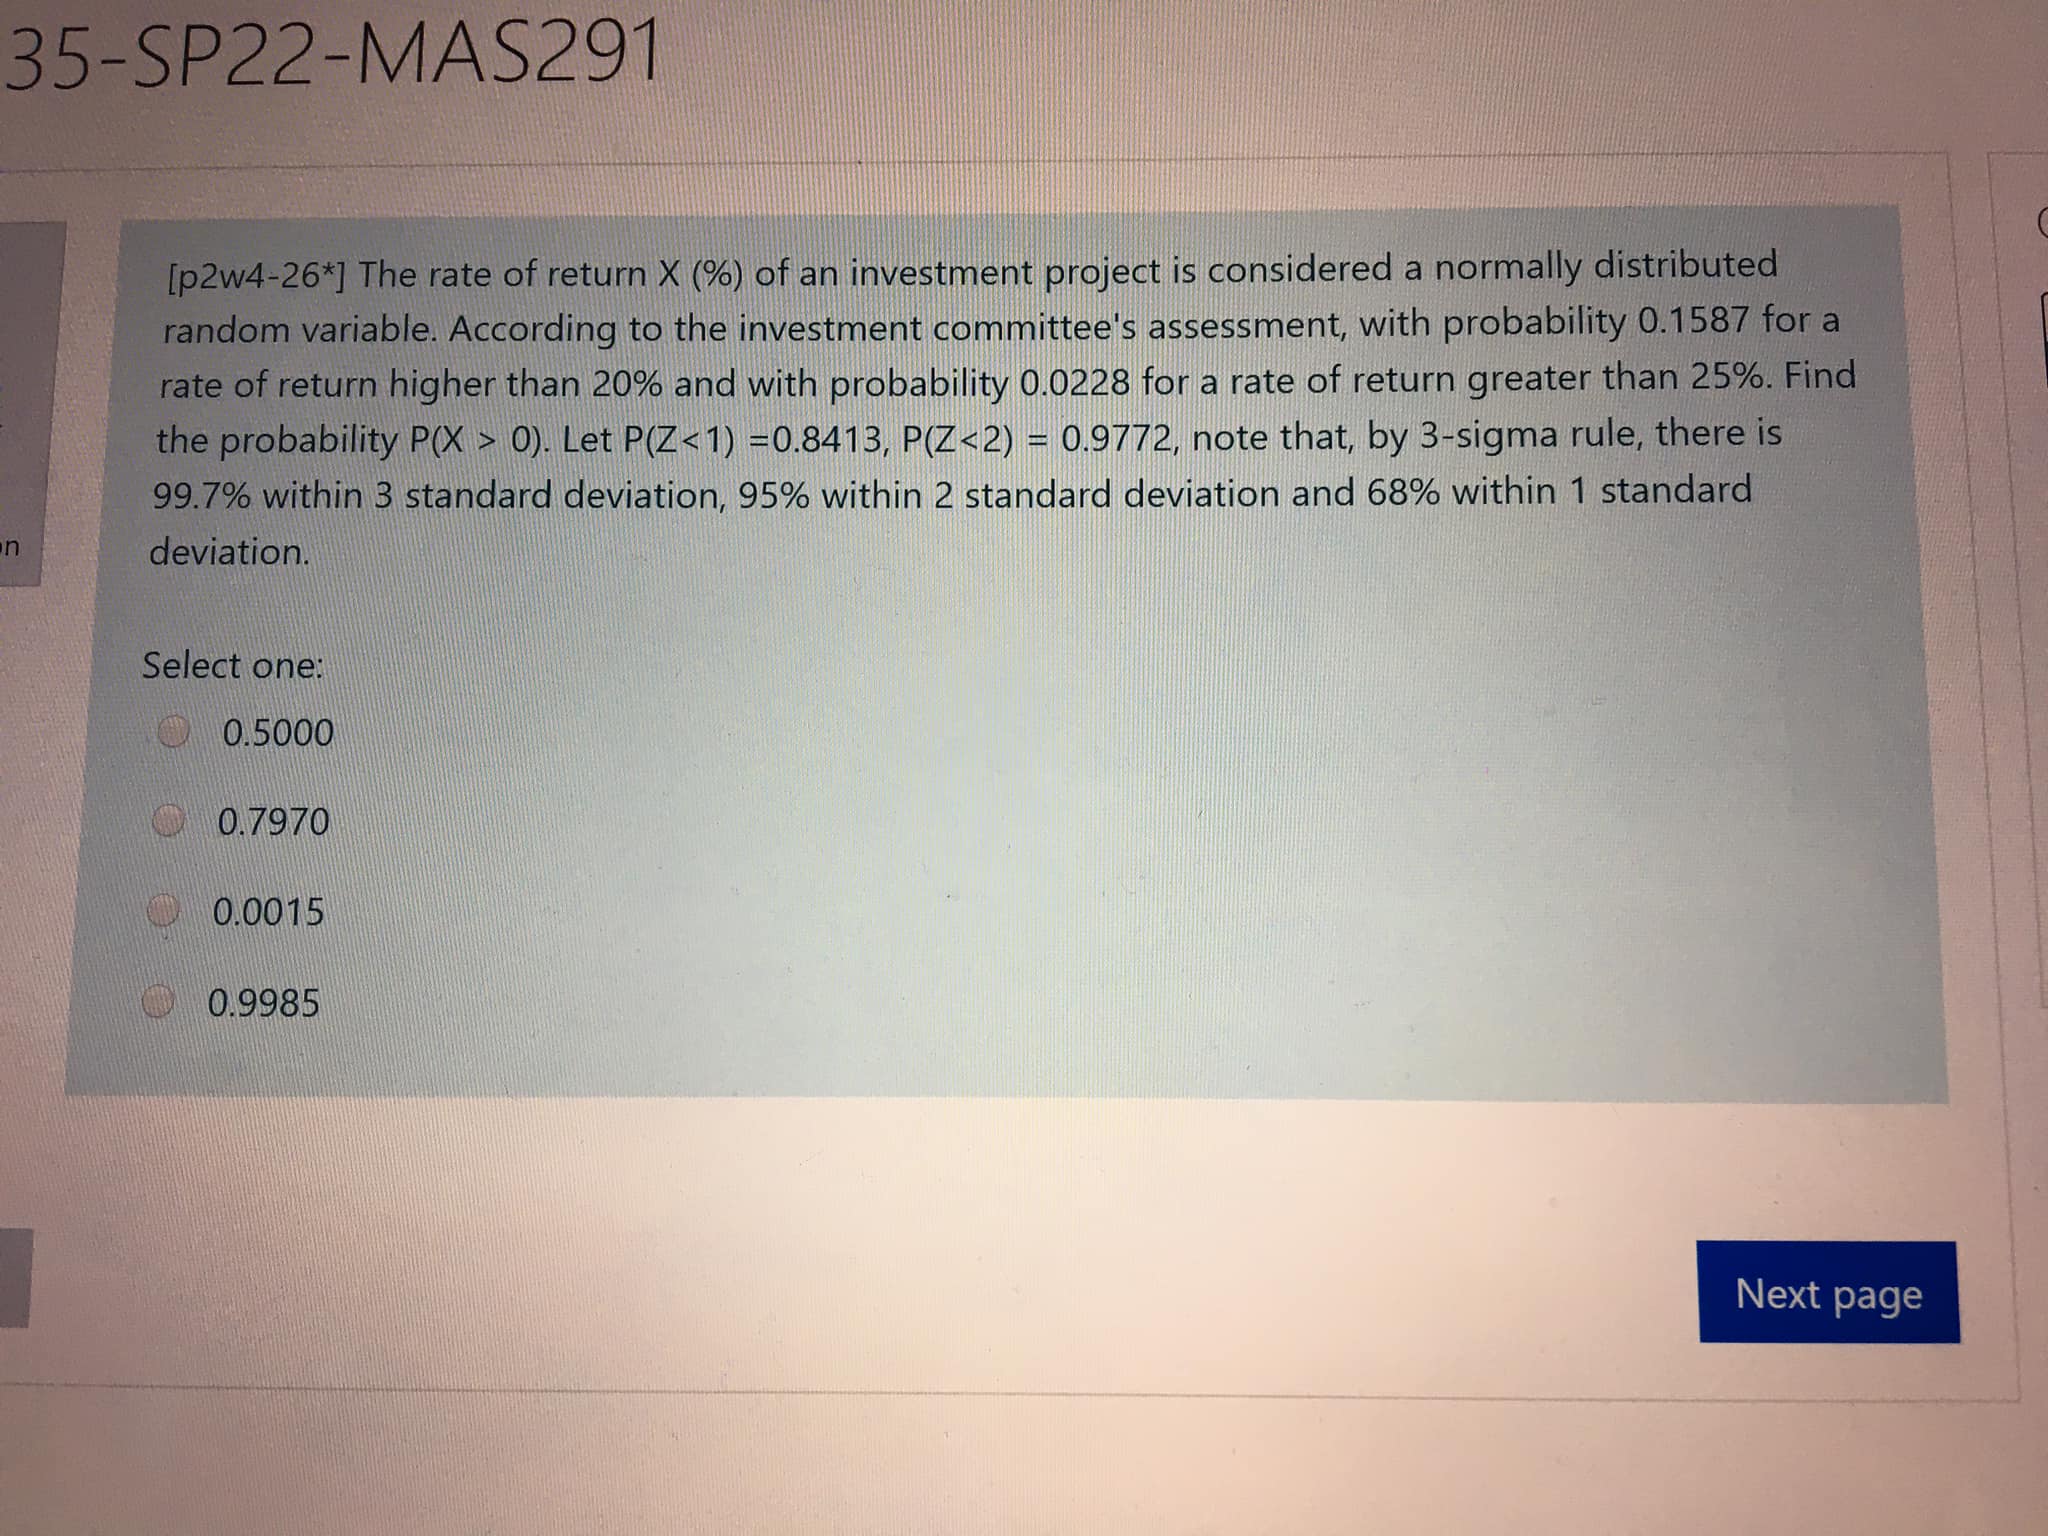 35-SP22-MAS291
[p2w4-26*] The rate of return X (%) of an investment project is considered a normally distributed
random variable. According to the investment committee's assessment, with probability 0.1587 for a
rate of return higher than 20% and with probability 0.0228 for a rate of return greater than 25%. Find
the probability P(X > 0). Let P(Z<1) =0.8413, P(Z<2) = 0.9772, note that, by 3-sigma rule, there is
99.7% within 3 standard deviation, 95% within 2 standard deviation and 68% within 1 standard
deviation.
Select one:
0.5000
0.7970
0.0015
0.9985
Next page